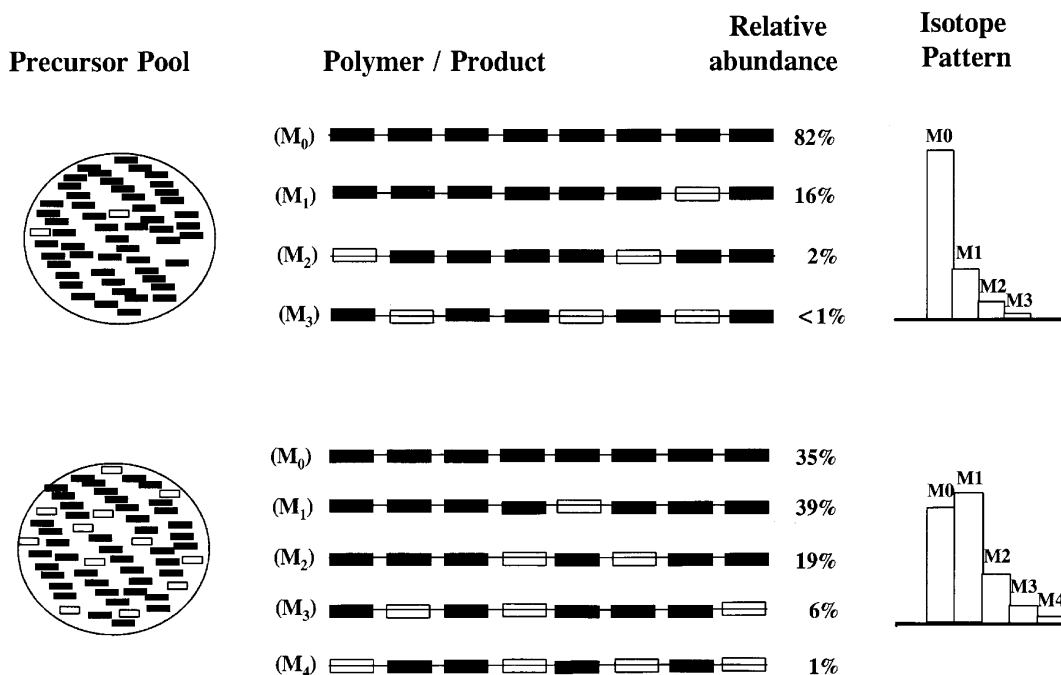 Precursor Pool
Polymer / Product
Relative
abundance
Isotope
Pattern
(M0) 82%
(M1) 16%
(M2) 2%
(M3) <1%
M0
M1
M2
M3
(M0) 35%
(M1) 39%
(M2) 19%
(M3) 6%
(M4) 1%
M0
M1
M2
M3
M4